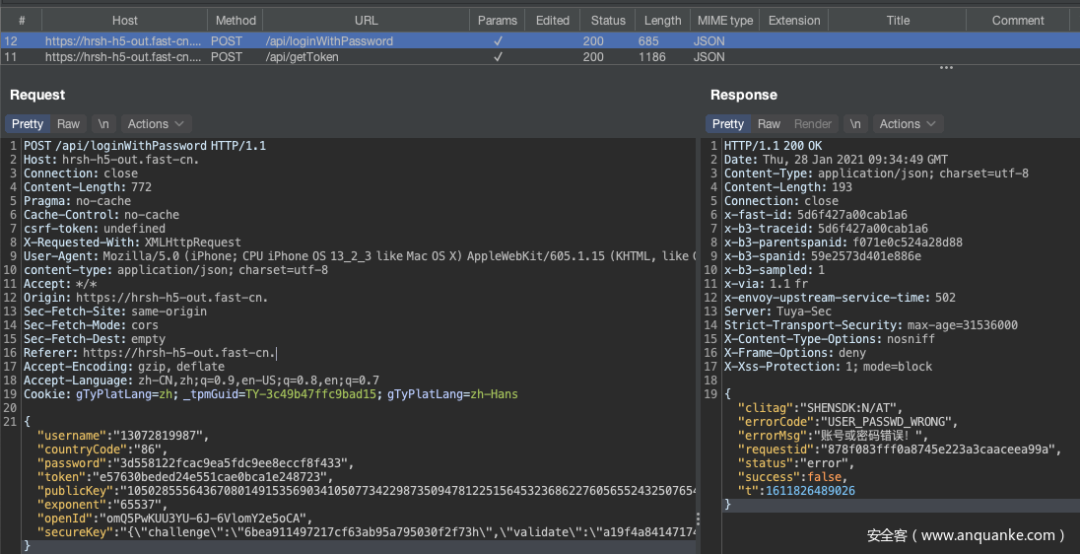 # Host Method URL Params Edited Status Length MIME type Extension Title Comment
12 https://hrsh-h5-out.fast-cn.... POST /api/loginWithPassword ✓ 200 685 JSON
11 https://hrsh-h5-out.fast-cn.... POST /api/getToken ✓ 200 1186 JSON
Request
Pretty Raw \n Actions
1 POST /api/loginWithPassword HTTP/1.1
2 Host: hrsh-h5-out.fast-cn.
3 Connection: close
4 Content-Length: 772
5 Pragma: no-cache
6 Cache-Control: no-cache
7 csrf-token: undefined
8 X-Requested-With: XMLHttpRequest
9 User-Agent: Mozilla/5.0 (iPhone; CPU iPhone OS 13_2_3 like Mac OS X) AppleWebKit/605.1.15 (KHTML, like G
10 content-type: application/json; charset=utf-8
11 Accept: */*
12 Origin: https://hrsh-h5-out.fast-cn.
13 Sec-Fetch-Site: same-origin
14 Sec-Fetch-Mode: cors
15 Sec-Fetch-Dest: empty
16 Referer: https://hrsh-h5-out.fast-cn.
17 Accept-Encoding: gzip, deflate
18 Accept-Language: zh-CN,zh;q=0.9,en-US;q=0.8,en;q=0.7
19 Cookie: gTyPlatLang=zh; _tpmGuid=TY-3c49b47ffc9bad15; gTyPlatLang=zh-Hans
20
21 {
"username":"13072819987",
"countryCode":"86",
"password":"3d558122fcac9ea5fdc9ee8eccf8f433",
"token":"e57630beded24e551cae0bca1e248723",
"publicKey":"10502855564367080149153569034105077342298735094781225156453236862276056552432507654
"exponent":"65537",
"openId":"omQ5PwKUU3YU-6J-6VlomY2e5oCA",
"secureKey":"{\"challenge\":\"6bea911497217cf63ab95a795030f2f73h\",\"validate\":\"a19f4a84147174
}
Response
Pretty Raw Render \n Actions
1 HTTP/1.1 200 OK
2 Date: Thu, 28 Jan 2021 09:34:49 GMT
3 Content-Type: application/json; charset=utf-8
4 Content-Length: 193
5 Connection: close
6 x-fast-id: 5d6f427a00cab1a6
7 x-b3-traceid: 5d6f427a00cab1a6
8 x-b3-parentspanid: f071e0c524a28d88
9 x-b3-spanid: 59e2573d401e886e
10 x-b3-sampled: 1
11 x-via: 1.1 fr
12 x-envoy-upstream-service-time: 502
13 Server: Tuya-Sec
14 Strict-Transport-Security: max-age=31536000
15 X-Content-Type-Options: nosniff
16 X-Frame-Options: deny
17 X-Xss-Protection: 1; mode=block
18
19 {
"clitag":"SHENSDK:N/AT",
"errorCode":"USER_PASSWD_WRONG",
"errorMsg":"账号或密码错误！",
"requestid":"878f083fff0a8745e223a3caaceea99a",
"status":"error",
"success":false,
"t":1611826489026
}
安全客（www.anquanke.com）